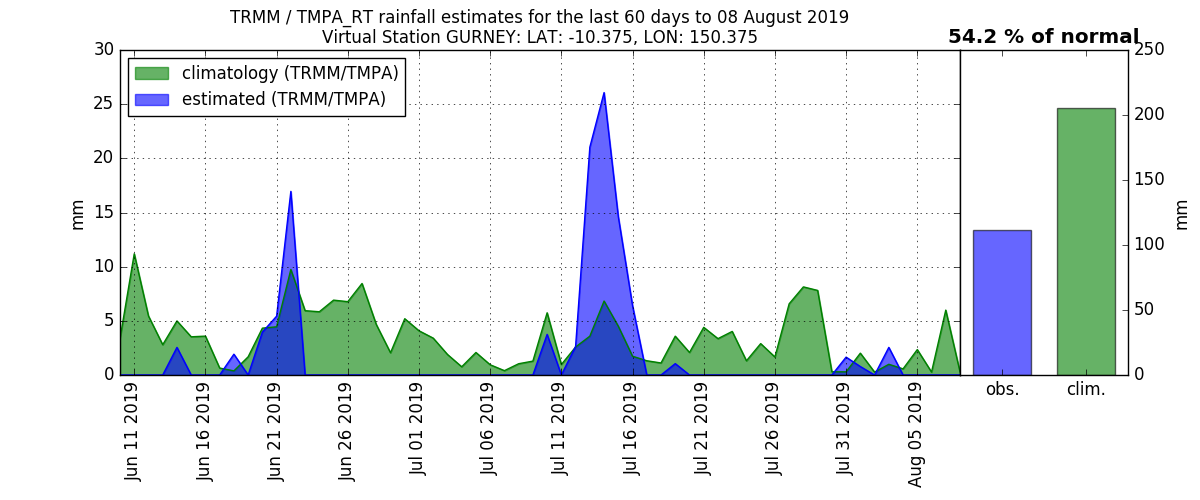 TRMM / TMPA_RT rainfall estimates for the last 60 days to 08 August 2019
Virtual Station GURNEY: LAT: -10.375, LON: 150.375
54.2 % of normal
climatology (TRMM/TMPA)
estimated (TRMM/TMPA)
30
25
20
15
10
5
0
mm
250
200
150
100
50
0
mm
Jun 11 2019
Jun 16 2019
Jun 21 2019
Jun 26 2019
Jul 01 2019
Jul 06 2019
Jul 11 2019
Jul 16 2019
Jul 21 2019
Jul 26 2019
Jul 31 2019
Aug 05 2019
obs.
clim.